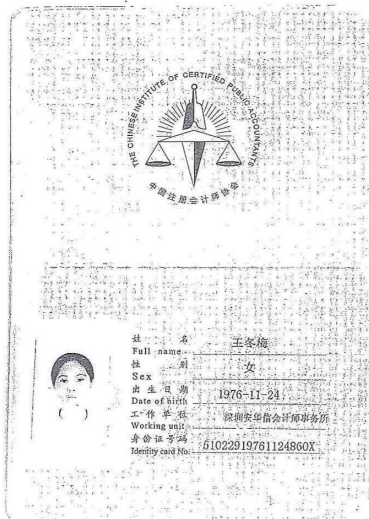 THE CHINESE INSTITUTE OF CERTIFIED PUBLIC ACCOUNTANTS
中国注册会计师协会
姓 名 王冬梅
Full name
性 别 女
Sex
出生日期 1976-11-24
Date of birth
工作单位 深圳安华信会计师事务所
Working unit
身份证号码 51022919761124860X
Identity card No.